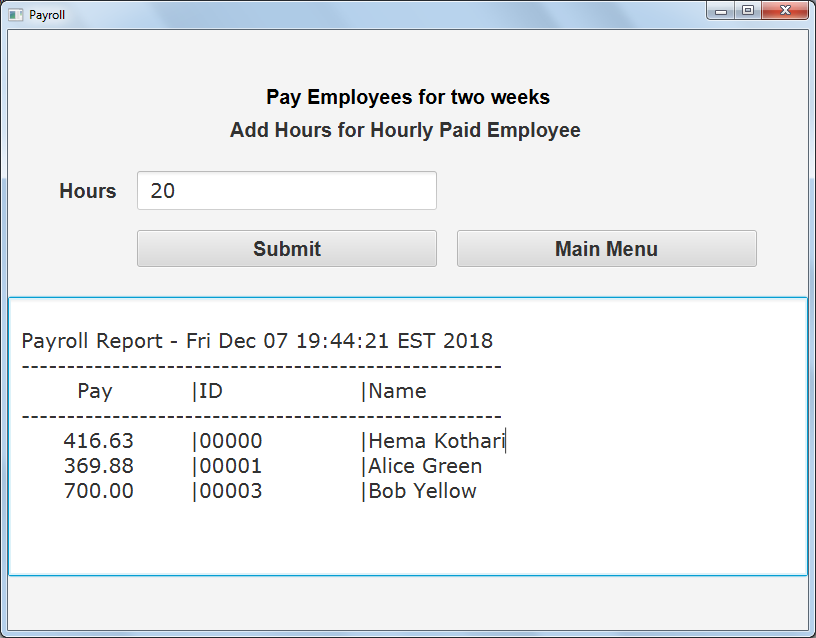 Payroll
Pay Employees for two weeks
Add Hours for Hourly Paid Employee
Hours 20
Submit Main Menu
Payroll Report - Fri Dec 07 19:44:21 EST 2018
----------------------------------------------------
Pay |ID |Name
----------------------------------------------------
416.63 |00000 |Hema Kothari
369.88 |00001 |Alice Green
700.00 |00003 |Bob Yellow